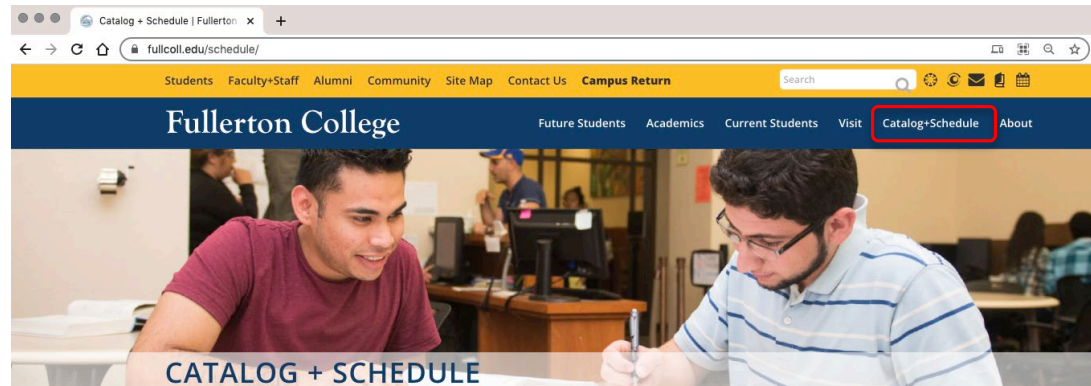 Catalog + Schedule | Fullerton
fullcoll.edu/schedule/
Students Faculty+Staff Alumni Community Site Map Contact Us Campus Return Search
Fullerton College Future Students Academics Current Students Visit Catalog+Schedule About
CATALOG + SCHEDULE